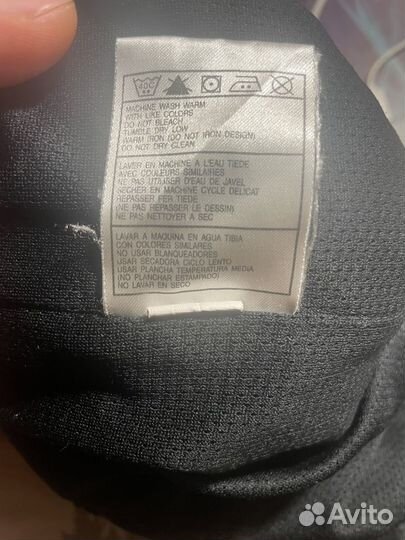 40C
MACHINE WASH WARM
WITH LIKE COLORS
DO NOT BLEACH
TUMBLE DRY LOW
WARM IRON (DO NOT IRON DESIGN)
DO NOT DRY CLEAN
LAVER EN MACHINE A L'EAU TIEDE
AVEC COULEURS SIMILAIRES
NE PAS UTILISER D'EAU DE JAVEL
SECHER EN MACHINE CYCLE DELICAT
REPASSER FER TIEDE
(NE PAS REPASSER LE DESSIN)
NE PAS NETTOYER A SEC
LAVAR A MAQUINA EN AGUA TIBIA
CON COLORES SIMILARES
NO USAR BLANQUEADORES
USAR SECADORA CICLO LENTO
USAR PLANCHA TEMPERATURA MEDIA
(NO PLANCHAR ESTAMPADO)
NO LAVAR EN SECO
Avito